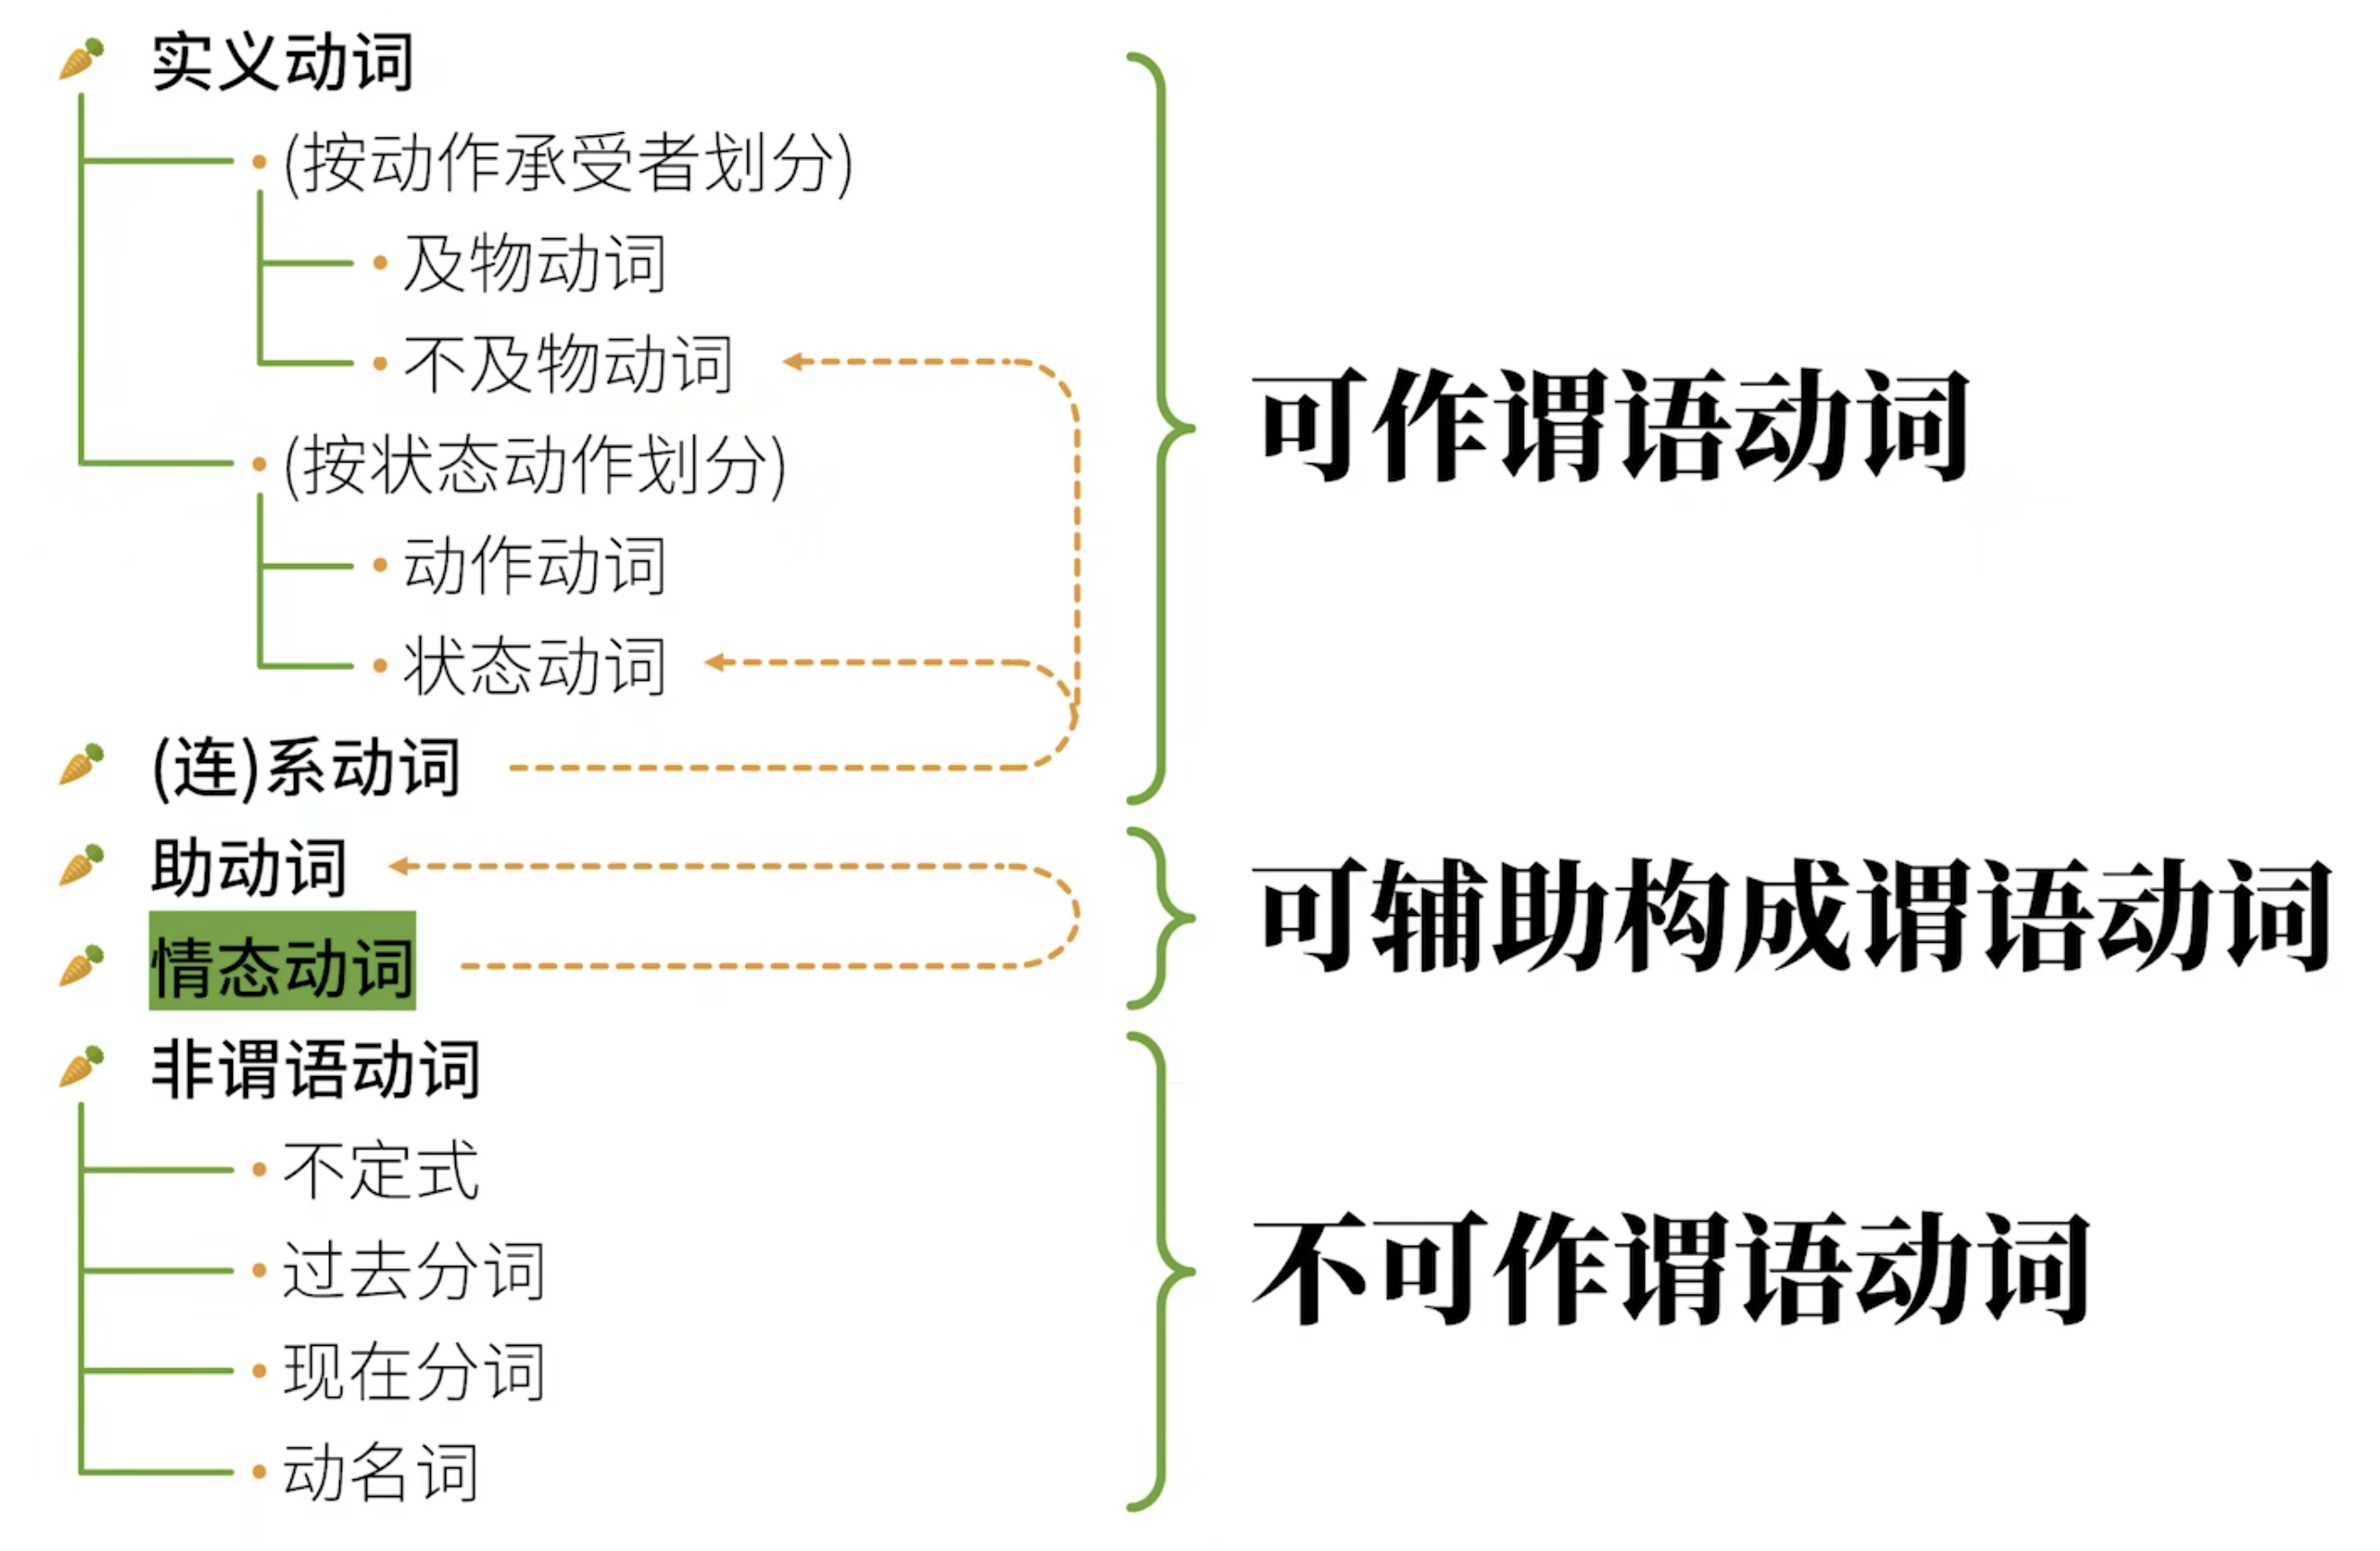 实义动词
(按动作承受者划分)
及物动词
不及物动词
(按状态动作划分)
动作动词
状态动词
(连)系动词
可作谓语动词
助动词
情态动词
可辅助构成谓语动词
非谓语动词
不定式
过去分词
现在分词
动名词
不可作谓语动词